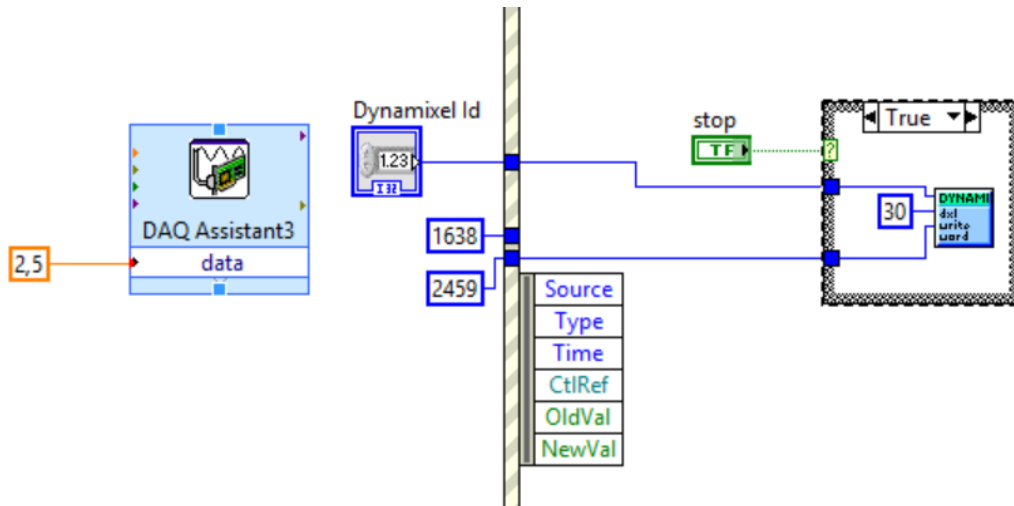 DAQ Assistant3
data
2,5
Dynamixel Id
1.23
I32
1638
2459
Source
Type
Time
CtlRef
OldVal
NewVal
stop
TF
True
?
30
DYNAMI
dxl
write
word